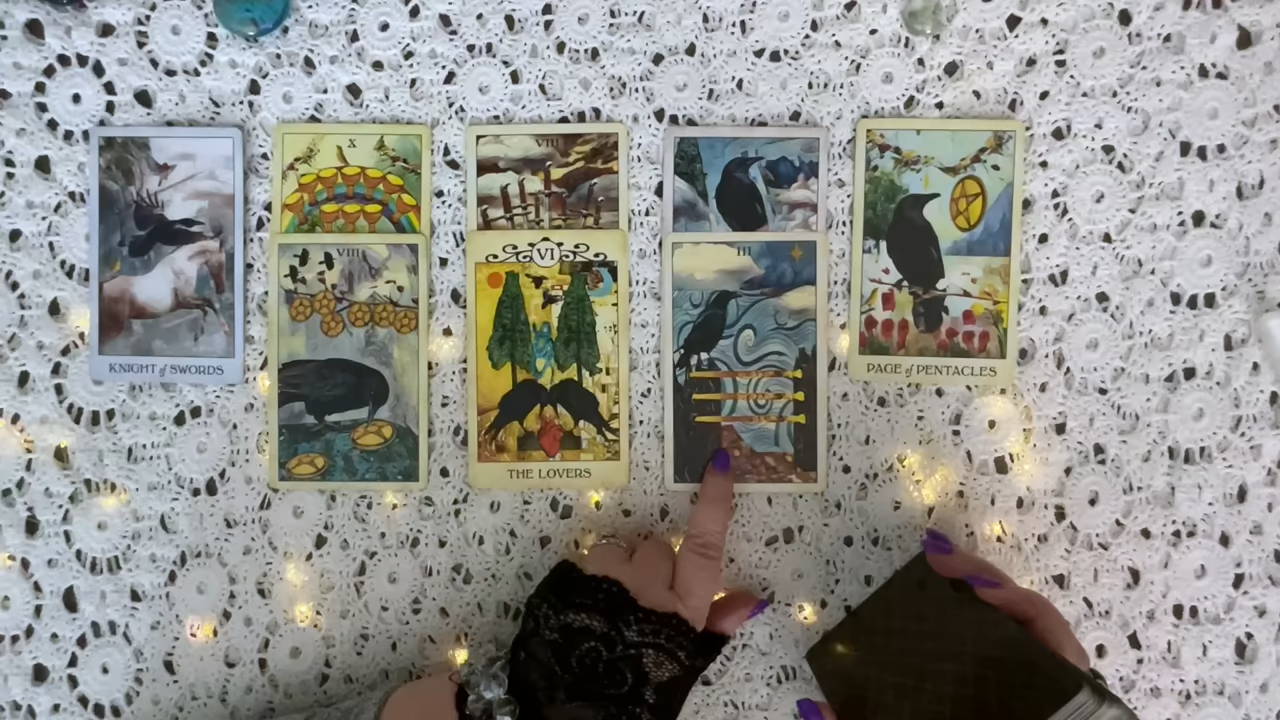 KNIGHT of SWORDS
X
VIII
VIII
VI
THE LOVERS
III
PAGE of PENTACLES